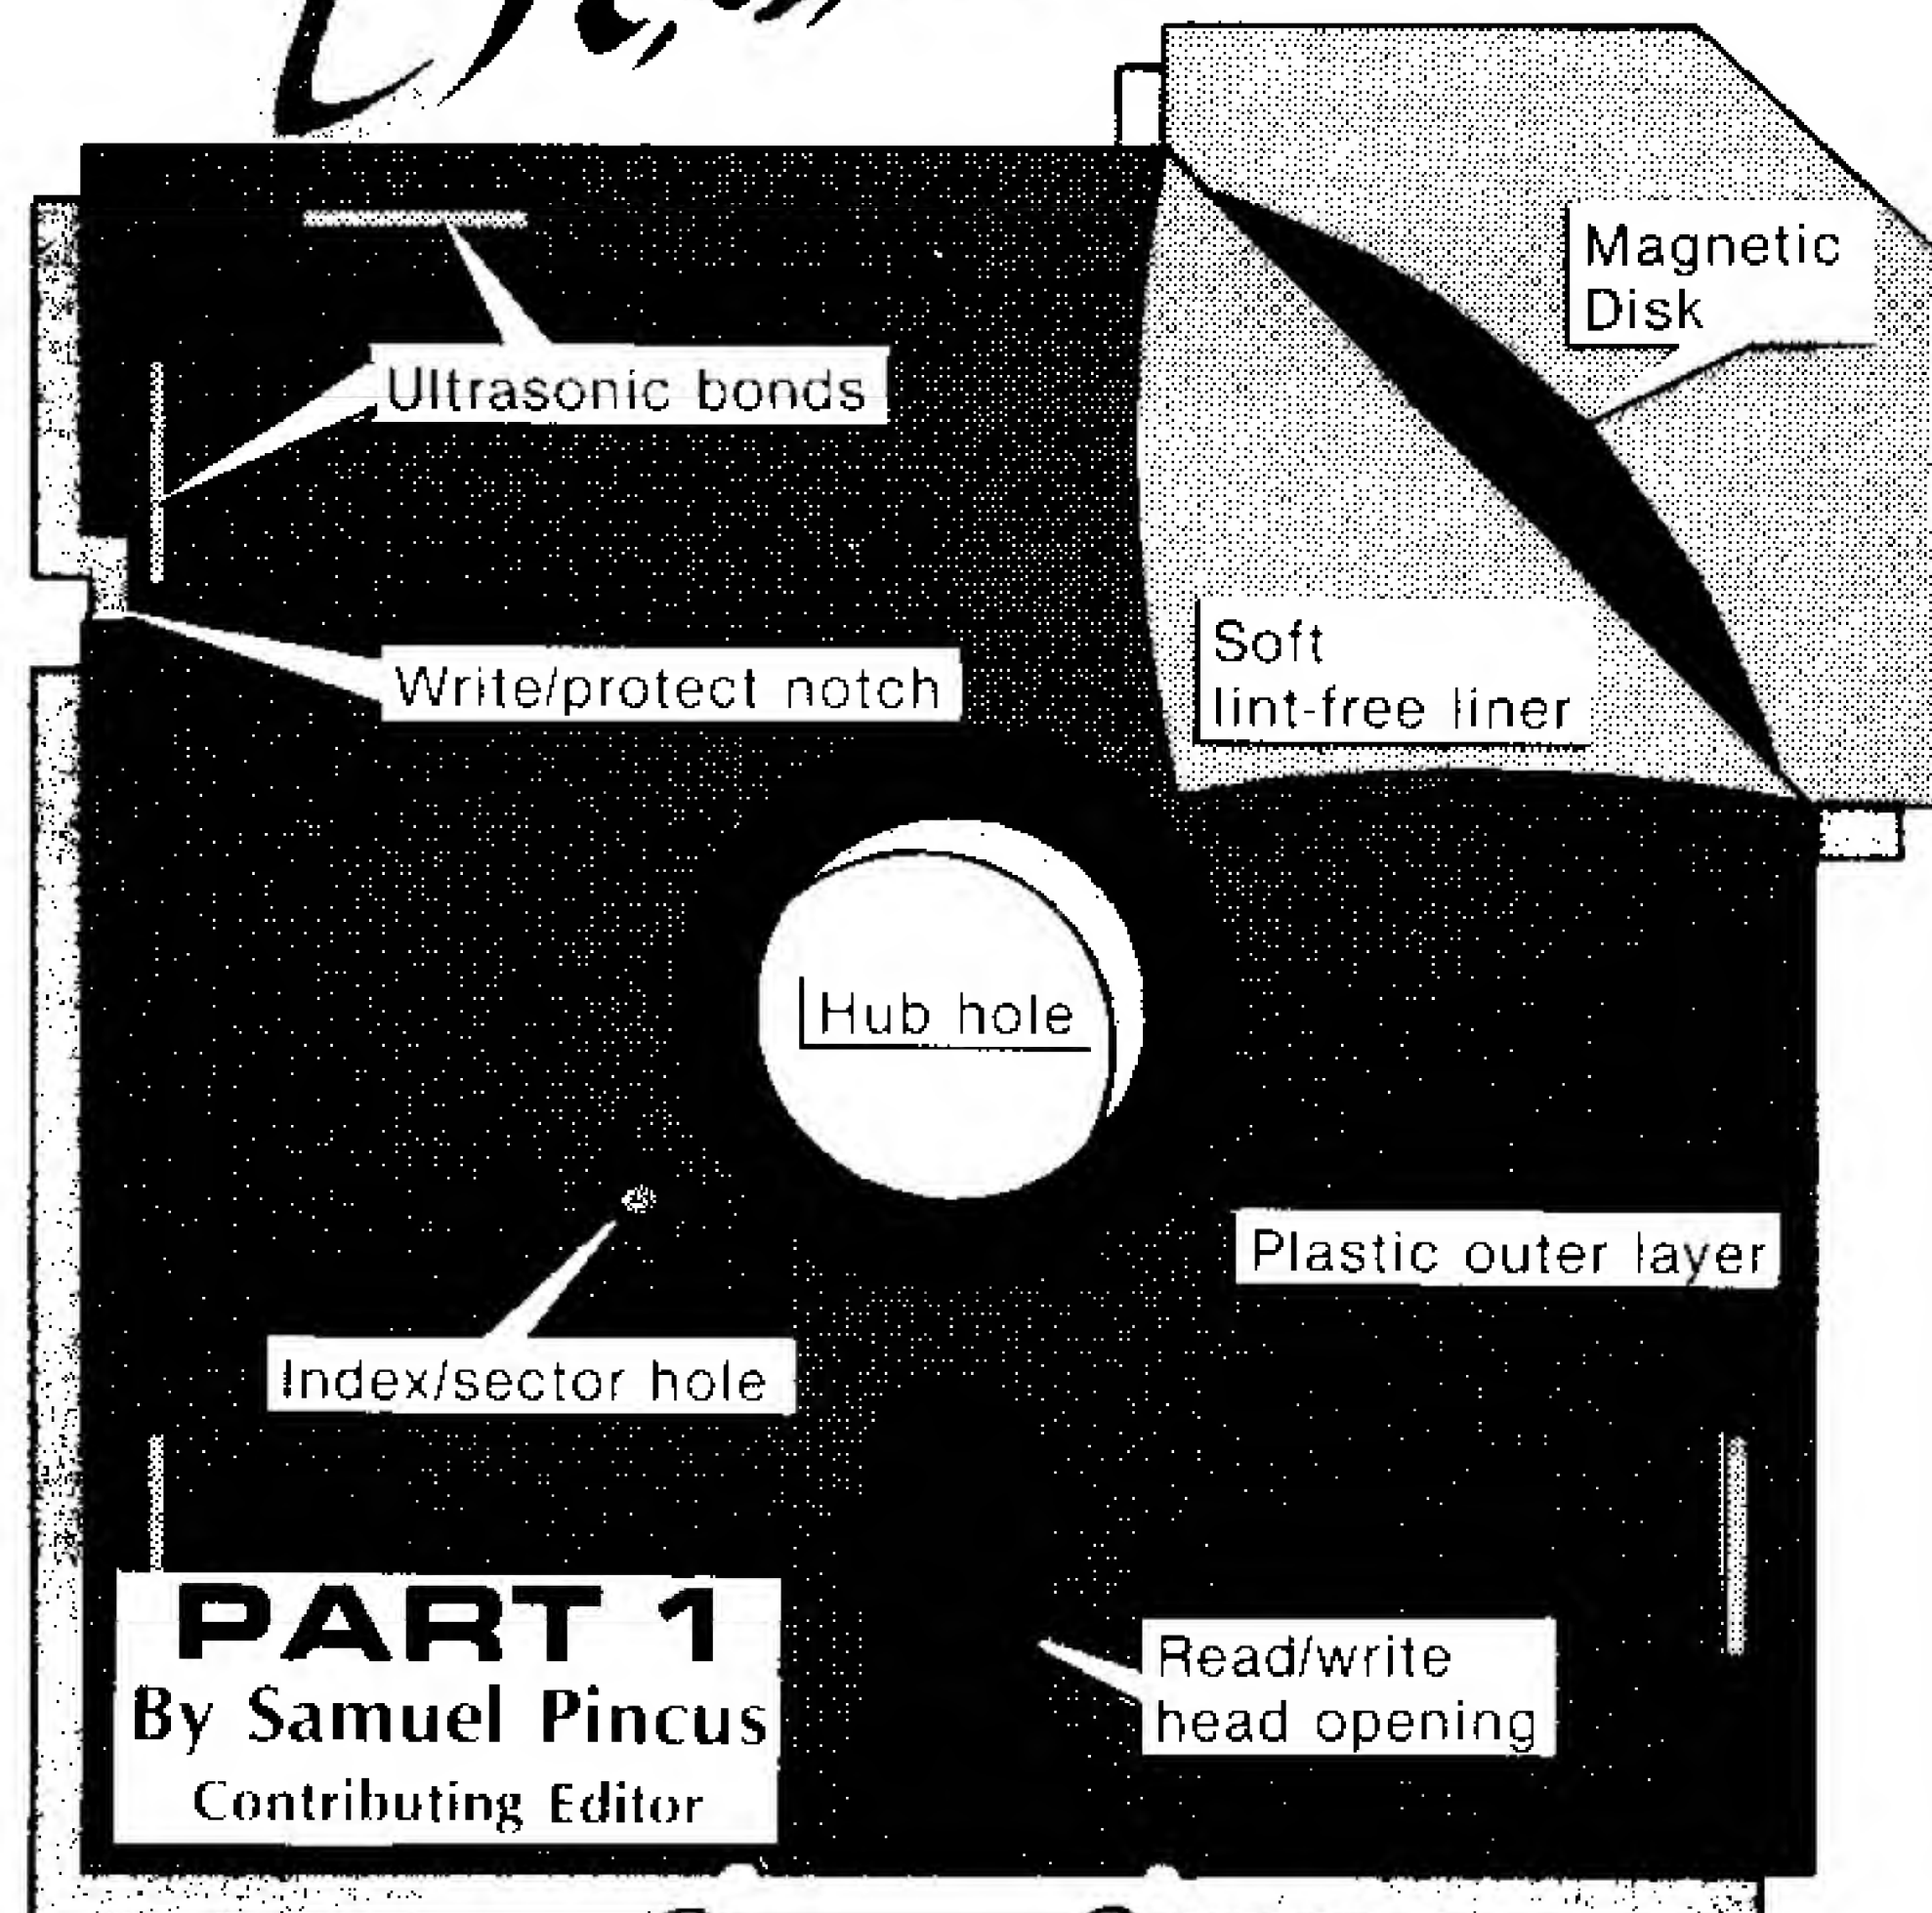 Magnetic
Disk
Ultrasonic bonds
Soft
lint-free liner
Write/protect notch
Hub hole
Plastic outer layer
Index/sector hole
Read/write
head opening
PART 1
By Samuel Pincus
Contributing Editor